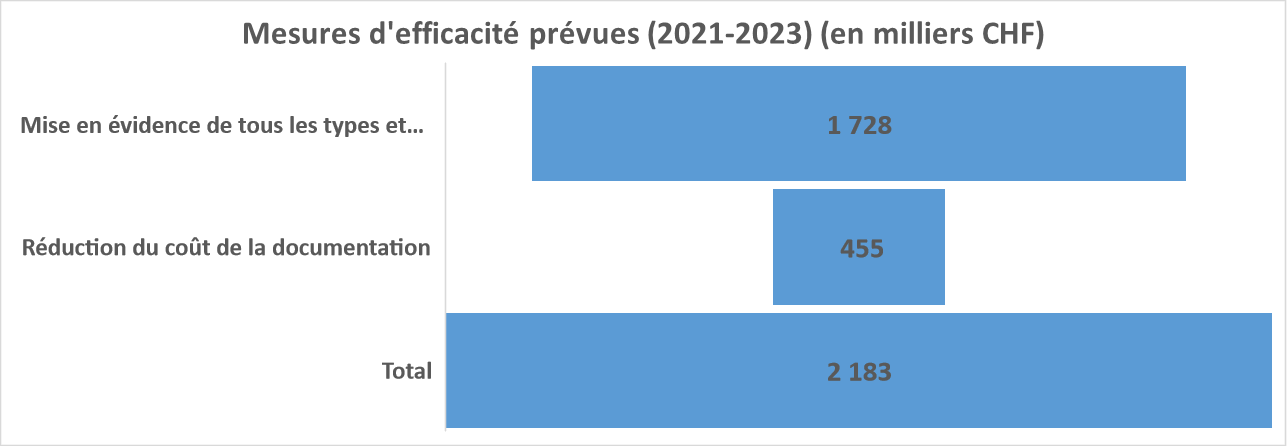 Mesures d'efficacité prévues (2021-2023) (en milliers CHF)
Mise en évidence de tous les types et…
1 728
Réduction du coût de la documentation
455
Total
2 183